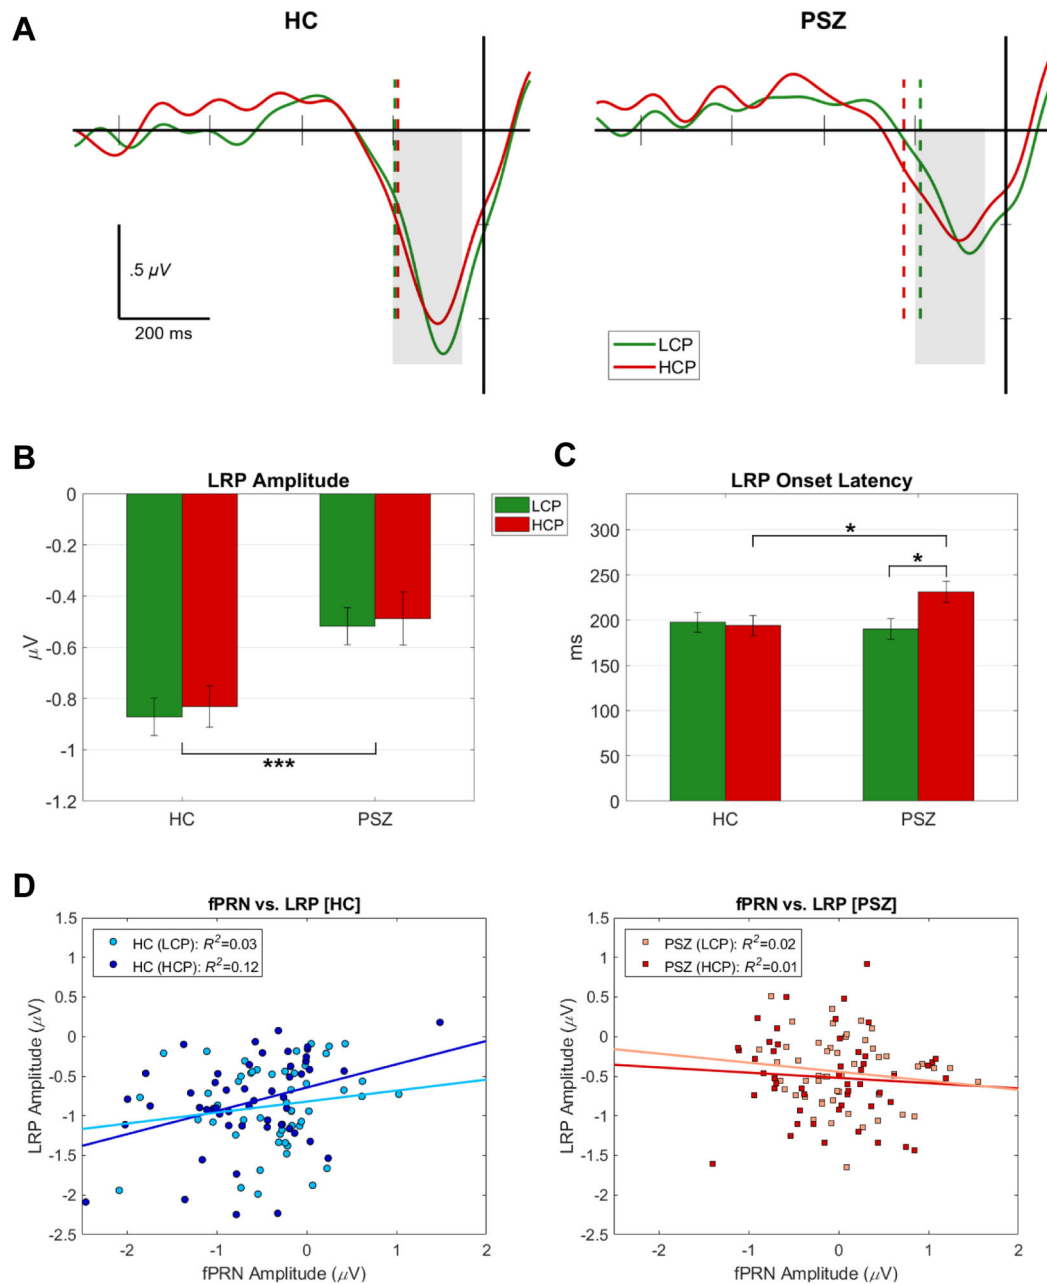 A
HC
PSZ
.5 μV
200 ms
LCP
HCP
B
LRP Amplitude
0
-0.2
-0.4
-0.6
-0.8
-1
-1.2
μV
***
HC
PSZ
LCP
HCP
C
LRP Onset Latency
300
250
200
150
100
50
0
ms
*
*
HC
PSZ
D
fPRN vs. LRP [HC]
HC (LCP): R²=0.03
HC (HCP): R²=0.12
1.5
1
0.5
0
-0.5
-1
-1.5
-2
-2.5
LRP Amplitude (μV)
-2 -1 0 1 2
fPRN Amplitude (μV)
fPRN vs. LRP [PSZ]
PSZ (LCP): R²=0.02
PSZ (HCP): R²=0.01
1.5
1
0.5
0
-0.5
-1
-1.5
-2
-2.5
LRP Amplitude (μV)
-2 -1 0 1 2
fPRN Amplitude (μV)